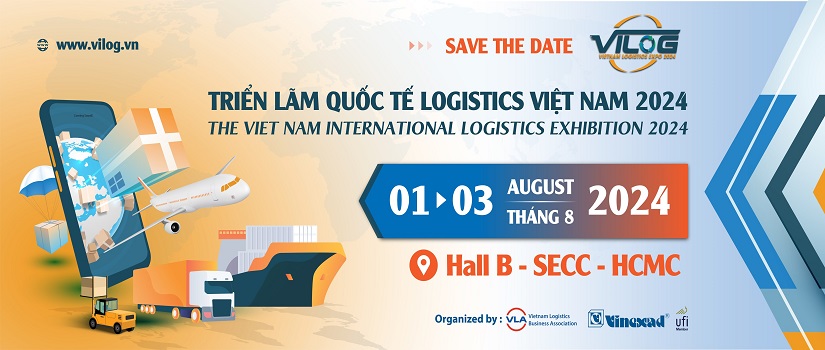 www.vilog.vn
SAVE THE DATE
VILOG
VIETNAM LOGISTICS EXPO 2024
TRIỂN LÃM QUỐC TẾ LOGISTICS VIỆT NAM 2024
THE VIET NAM INTERNATIONAL LOGISTICS EXHIBITION 2024
01 03 AUGUST 2024
THÁNG 8
Hall B - SECC - HCMC
Organized by : VLA Vietnam Logistics Business Association
Vinexad
ufi
Member